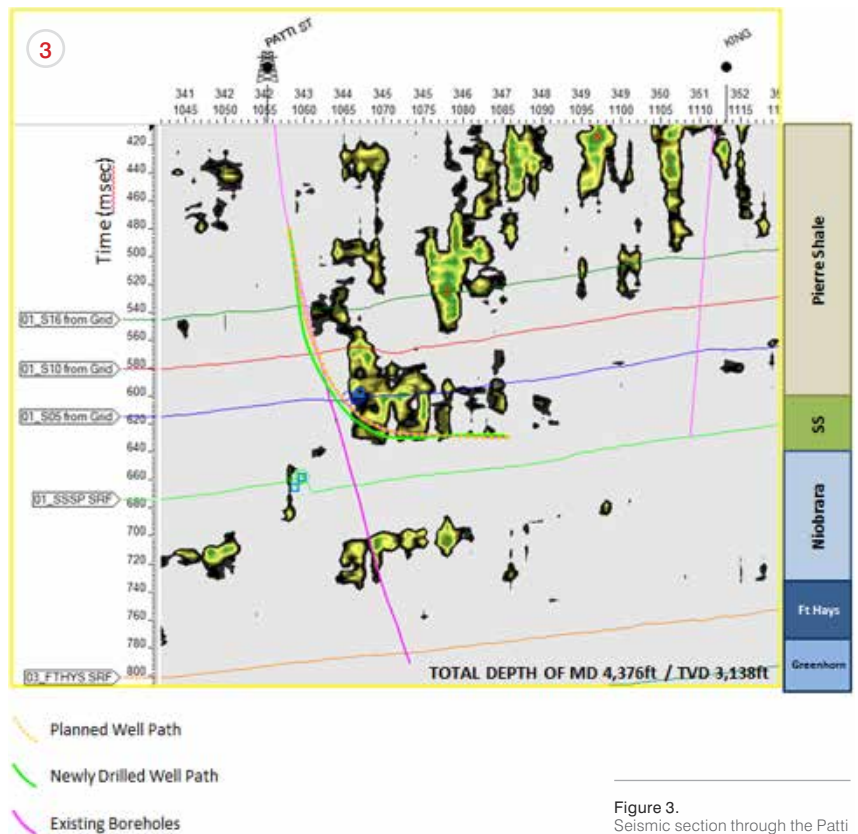 3
PATTI ST
KING
341 342 342 343 344 344 345 346 347 348 349 349 350 351 352
1045 1050 1055 1060 1065 1070 1075 1080 1085 1090 1095 1100 1105 1110 1115
Time (msec)
420
440
460
480
500
520
540
560
580
600
620
640
660
680
700
720
740
760
780
800
01_S16 from Grid
01_S10 from Grid
01_S05 from Grid
01_SSSP SRF
03_FTHYS SRF
Pierre Shale
SS
Niobrara
Ft Hays
Greenhorn
TOTAL DEPTH OF MD 4,376ft / TVD 3,138ft
Planned Well Path
Newly Drilled Well Path
Existing Boreholes
Figure 3.
Seismic section through the Patti